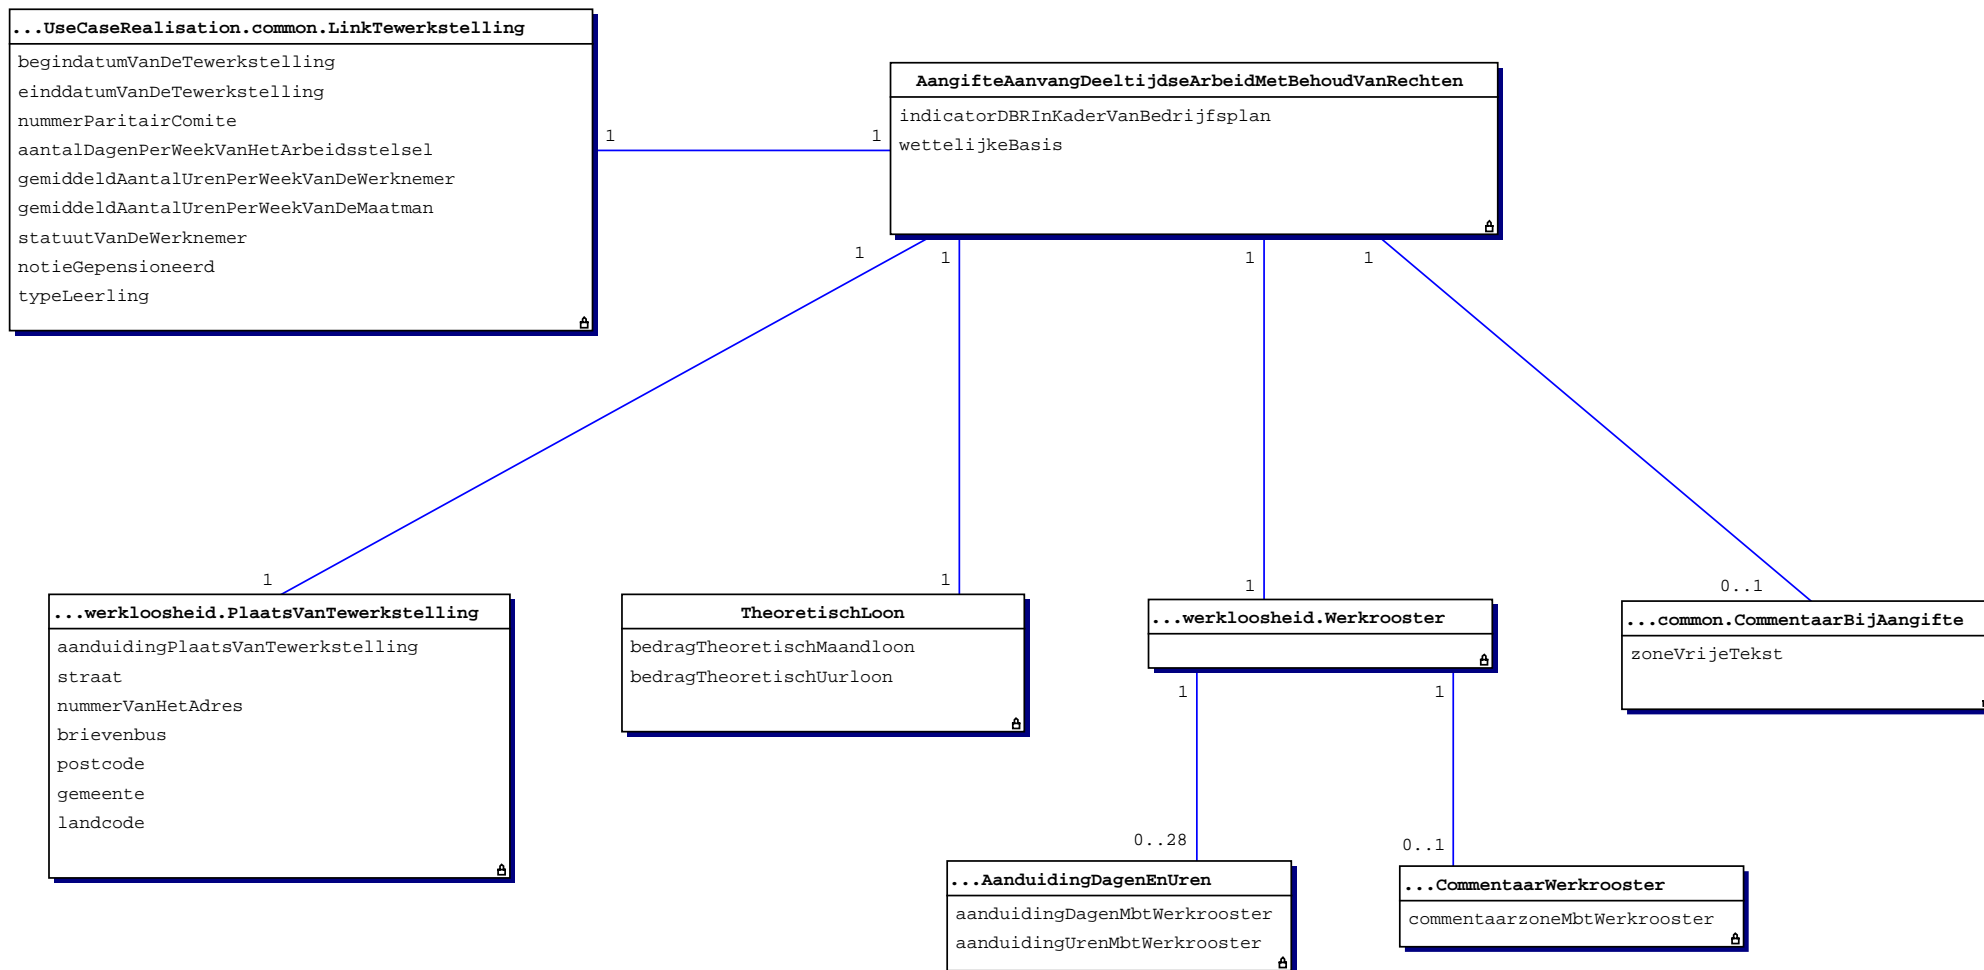 ...UseCaseRealisation.common.LinkTewerkstelling
begindatumVanDeTewerkstelling
einddatumVanDeTewerkstelling
nummerParitairComite
aantalDagenPerWeekVanHetArbeidsstelsel
gemiddeldAantalUrenPerWeekVanDeWerknemer
gemiddeldAantalUrenPerWeekVanDeMaatman
statuutVanDeWerknemer
notieGepensioneerd
typeLeerling
AangifteAanvangDeeltijdseArbeidMetBehoudVanRechten
indicatorDBRInKaderVanBedrijfsplan
wettelijkeBasis
1
1
1
1
1
1
1
1
1
0..1
...werkloosheid.PlaatsVanTewerkstelling
aanduidingPlaatsVanTewerkstelling
straat
nummerVanHetAdres
brievenbus
postcode
gemeente
landcode
TheoretischLoon
bedragTheoretischMaandloon
bedragTheoretischUurloon
...werkloosheid.Werkrooster
...common.CommentaarBijAangifte
zoneVrijeTekst
1
1
0..28
0..1
...AanduidingDagenEnUren
aanduidingDagenMbtWerkrooster
aanduidingUrenMbtWerkrooster
...CommentaarWerkrooster
commentaarzoneMbtWerkrooster